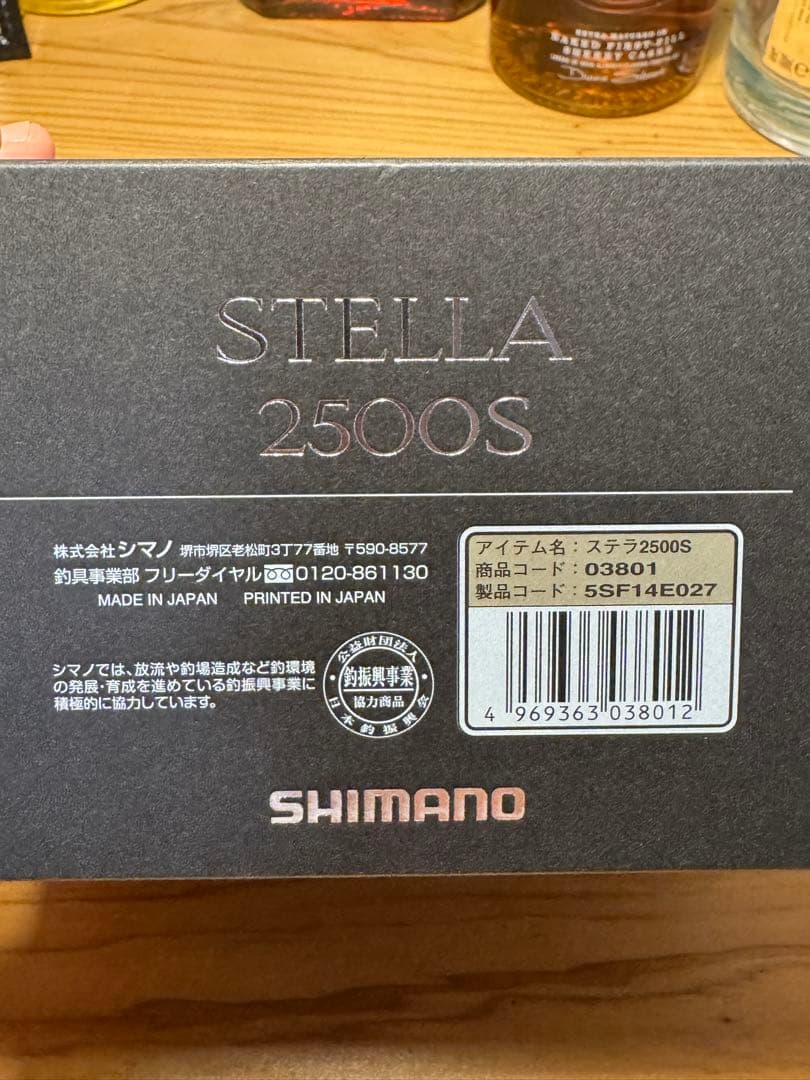 NAKED FIRST-FILL
SHERRY CASKS
STELLA
2500S
株式会社シマノ 堺市堺区老松町3丁77番地 〒590-8577
釣具事業部 フリーダイヤル 0120-861130
MADE IN JAPAN PRINTED IN JAPAN
シマノでは、放流や釣場造成など釣環境
の発展・育成を進めている釣振興事業に
積極的に協力しています。
公益財団法人
釣振興事業
協力商品
日本釣振興会
アイテム名：ステラ2500S
商品コード：03801
製品コード：5SF14E027
4 969363 038012
SHIMANO